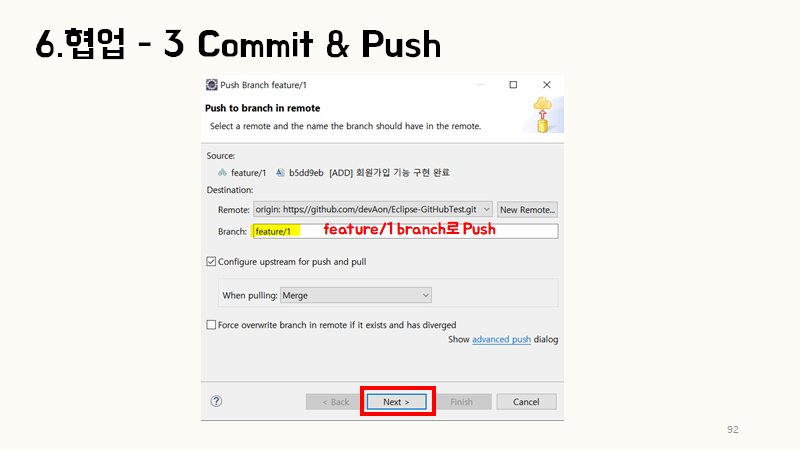 6.협업 - 3 Commit & Push
Push Branch feature/1
Push to branch in remote
Select a remote and the name the branch should have in the remote.
Source:
feature/1 b5dd9eb [ADD] 회원가입 기능 구현 완료
Destination:
Remote: origin: https://github.com/devAon/Eclipse-GitHubTest.git New Remote...
Branch: feature/1 feature/1 branch로 Push
Configure upstream for push and pull
When pulling: Merge
Force overwrite branch in remote if it exists and has diverged
Show advanced push dialog
? < Back Next > Finish Cancel
92